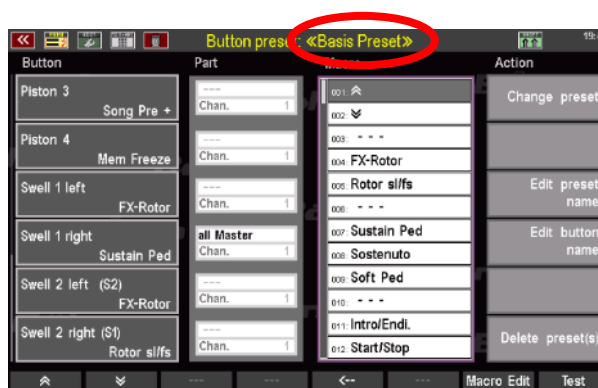 Button preset: «Basis Preset»
Button
Part
Action
Piston 3
Song Pre +
---
Chan. 1
Piston 4
Mem Freeze
---
Chan. 1
Swell 1 left
FX-Rotor
---
Chan. 1
Swell 1 right
Sustain Ped
all Master
Chan. 1
Swell 2 left (S2)
FX-Rotor
---
Chan. 1
Swell 2 right (S1)
Rotor sl/fs
---
Chan. 1
001:
002:
003: - - -
004: FX-Rotor
005: Rotor sl/fs
006: - - -
007: Sustain Ped
008: Sostenuto
009: Soft Ped
010: - - -
011: Intro/Endi.
012: Start/Stop
Change preset
Edit preset
name
Edit button
name
Delete preset(s)
--- --- <-- --- Macro Edit Test